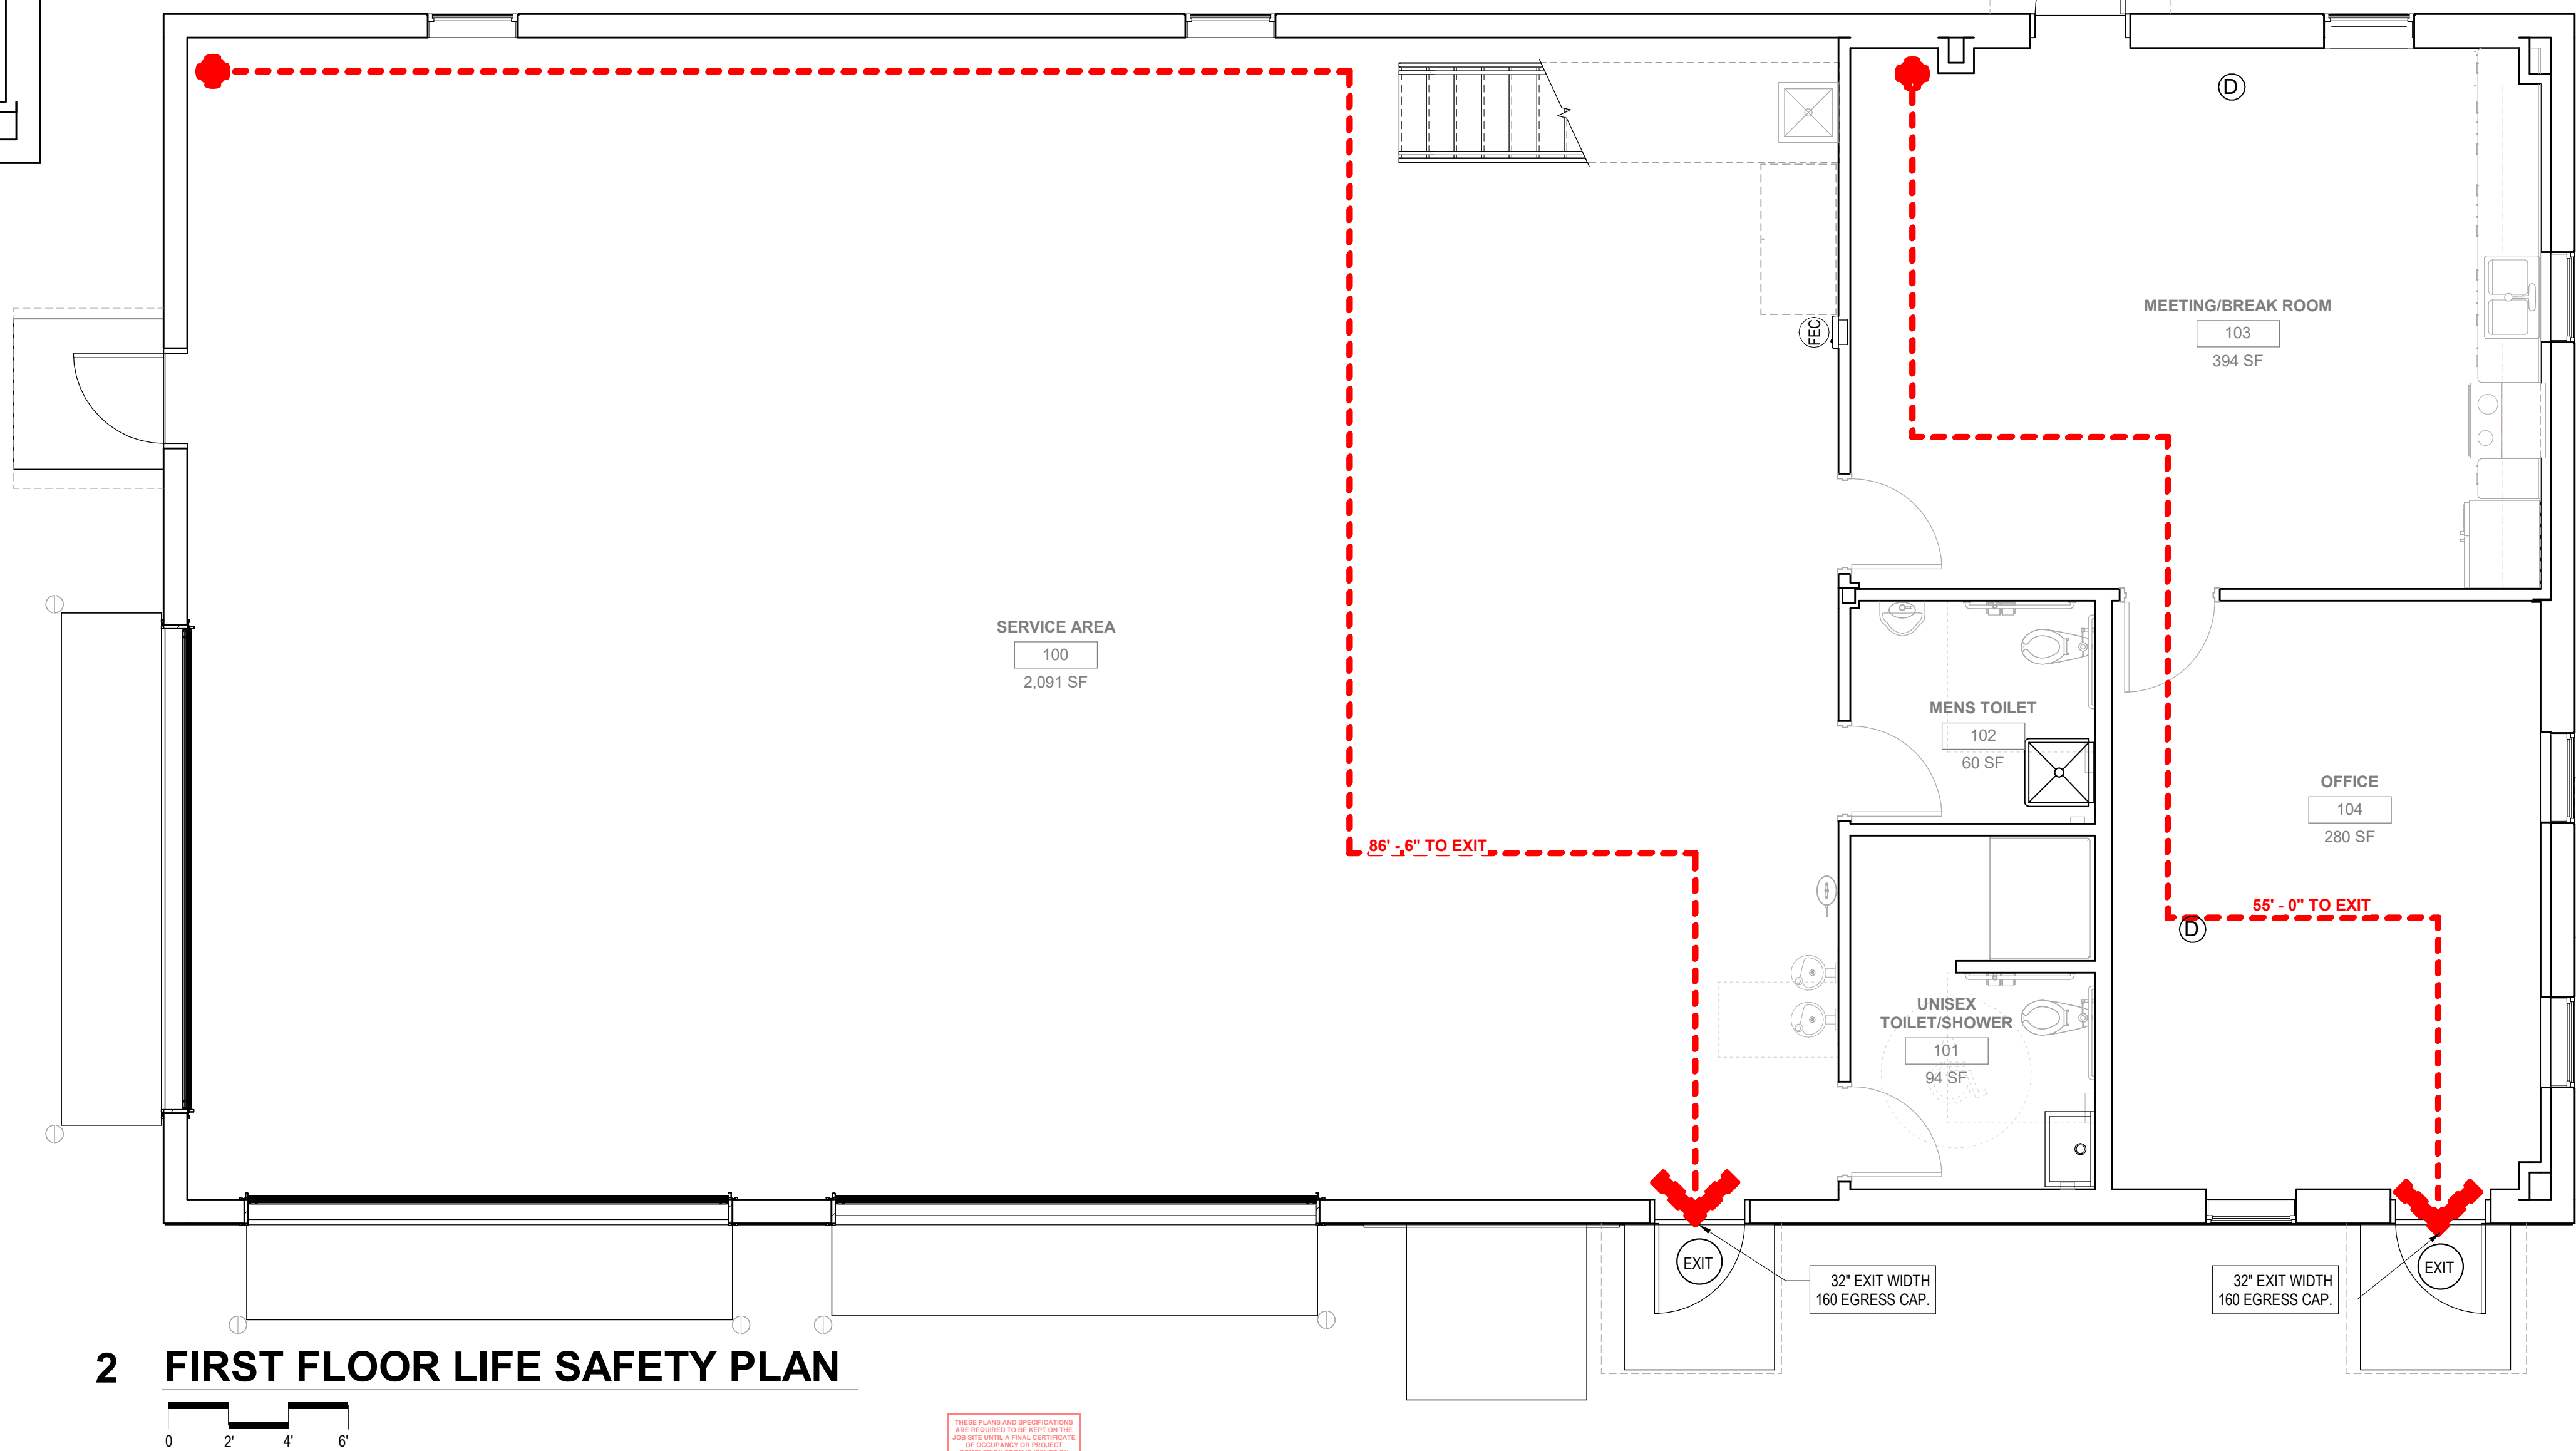 D
MEETING/BREAK ROOM
103
394 SF
FEC
SERVICE AREA
100
2,091 SF
MENS TOILET
102
60 SF
OFFICE
104
280 SF
86' - 6" TO EXIT
55' - 0" TO EXIT
D
UNISEX
TOILET/SHOWER
101
94 SF
EXIT
32" EXIT WIDTH
160 EGRESS CAP.
32" EXIT WIDTH
160 EGRESS CAP.
EXIT
2 FIRST FLOOR LIFE SAFETY PLAN
0 2' 4' 6'
THESE PLANS AND SPECIFICATIONS
ARE REQUIRED TO BE KEPT ON THE
JOB SITE UNTIL A FINAL CERTIFICATE
OF OCCUPANCY OR PROJECT